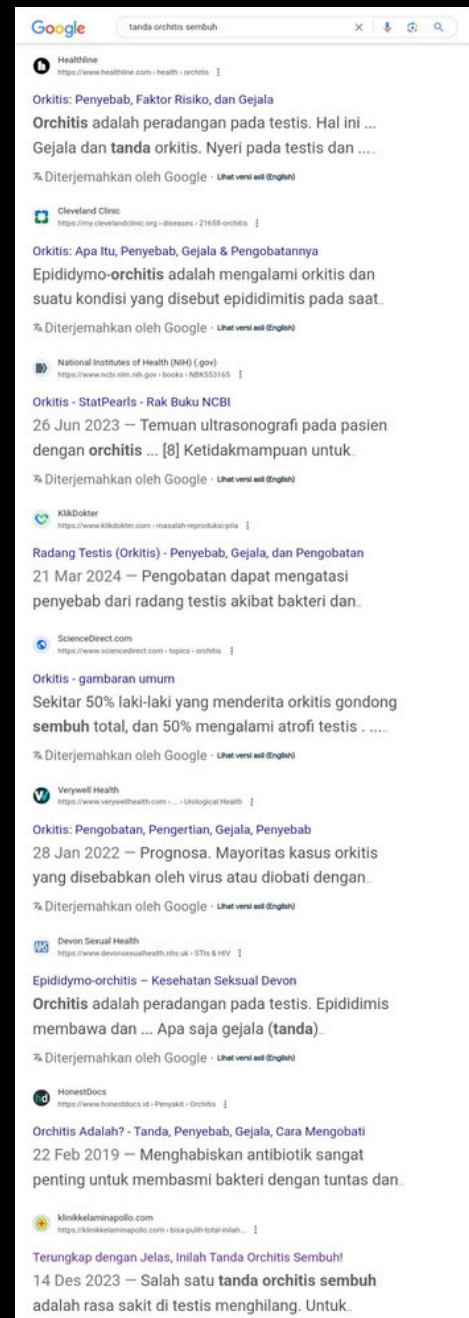 Google
tanda orchitis sembuh
Healthline
https://www.healthline.com › health › orchitis
Orkitis: Penyebab, Faktor Risiko, dan Gejala
Orchitis adalah peradangan pada testis. Hal ini ...
Gejala dan tanda orkitis. Nyeri pada testis dan ....
Diterjemahkan oleh Google · Lihat versi asli (English)
Cleveland Clinic
https://my.clevelandclinic.org › diseases › 21658-orchitis
Orkitis: Apa Itu, Penyebab, Gejala & Pengobatannya
Epididymo-orchitis adalah mengalami orkitis dan
suatu kondisi yang disebut epididimitis pada saat..
Diterjemahkan oleh Google · Lihat versi asli (English)
National Institutes of Health (NIH) (.gov)
https://www.ncbi.nlm.nih.gov › books › NBK553165
Orkitis - StatPearls - Rak Buku NCBI
26 Jun 2023 — Temuan ultrasonografi pada pasien
dengan orchitis ... [8] Ketidakmampuan untuk..
Diterjemahkan oleh Google · Lihat versi asli (English)
KlikDokter
https://www.klikdokter.com › masalah-reproduksi-pria
Radang Testis (Orkitis) - Penyebab, Gejala, dan Pengobatan
21 Mar 2024 — Pengobatan dapat mengatasi
penyebab dari radang testis akibat bakteri dan..
ScienceDirect.com
https://www.sciencedirect.com › topics › orchitis
Orkitis - gambaran umum
Sekitar 50% laki-laki yang menderita orkitis gondong
sembuh total, dan 50% mengalami atrofi testis . ....
Diterjemahkan oleh Google · Lihat versi asli (English)
Verywell Health
https://www.verywellhealth.com › ... › Urological Health
Orkitis: Pengobatan, Pengertian, Gejala, Penyebab
28 Jan 2022 — Prognosa. Mayoritas kasus orkitis
yang disebabkan oleh virus atau diobati dengan..
Diterjemahkan oleh Google · Lihat versi asli (English)
Devon Sexual Health
https://www.devonsexualhealth.nhs.uk › STIs & HIV
Epididymo-orchitis – Kesehatan Seksual Devon
Orchitis adalah peradangan pada testis. Epididimis
membawa dan ... Apa saja gejala (tanda)..
Diterjemahkan oleh Google · Lihat versi asli (English)
HonestDocs
https://www.honestdocs.id › Penyakit › Orchitis
Orchitis Adalah? - Tanda, Penyebab, Gejala, Cara Mengobati
22 Feb 2019 — Menghabiskan antibiotik sangat
penting untuk membasmi bakteri dengan tuntas dan..
klinikkelaminapollo.com
https://klinikkelaminapollo.com › bisa-pulih-total-inilah...
Terungkap dengan Jelas, Inilah Tanda Orchitis Sembuh!
14 Des 2023 — Salah satu tanda orchitis sembuh
adalah rasa sakit di testis menghilang. Untuk..